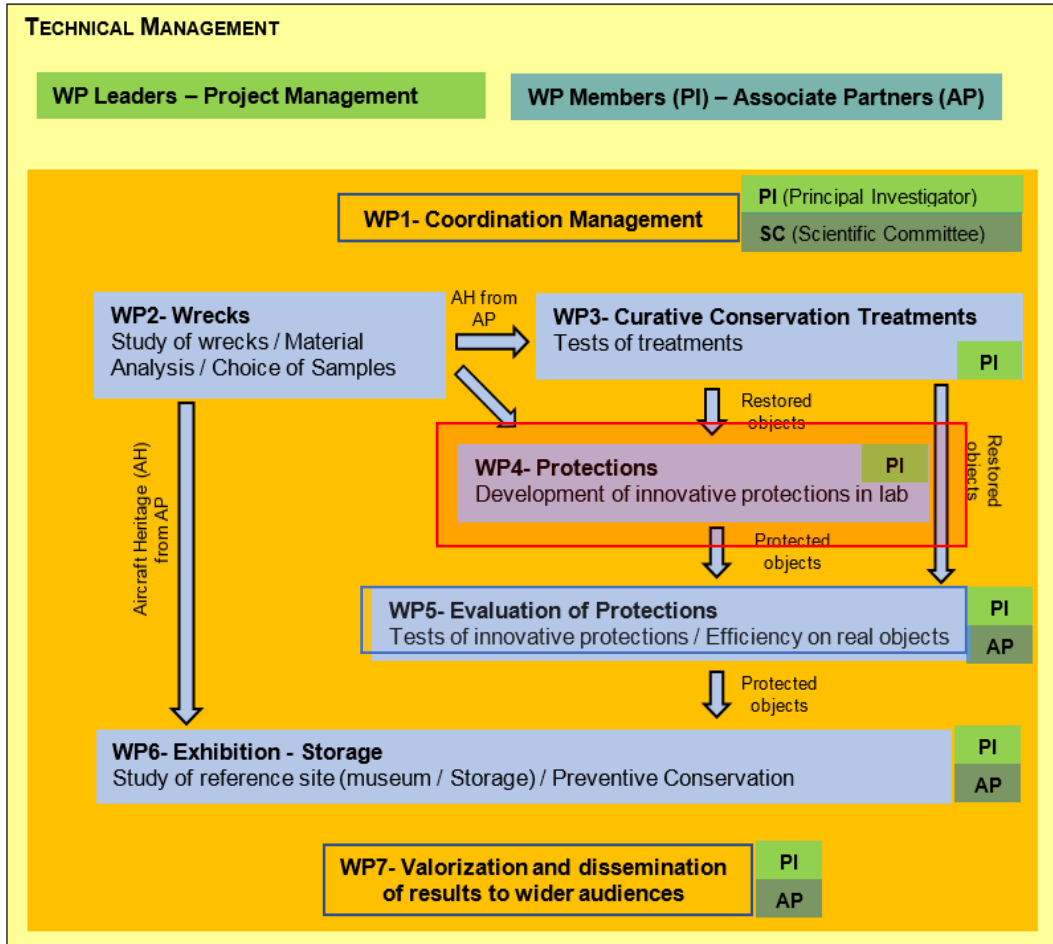 TECHNICAL MANAGEMENT
WP Leaders – Project Management
WP Members (PI) – Associate Partners (AP)
WP1- Coordination Management
PI (Principal Investigator)
SC (Scientific Committee)
WP2- Wrecks
Study of wrecks / Material
Analysis / Choice of Samples
AH from
AP
WP3- Curative Conservation Treatments
Tests of treatments
PI
Restored
objects
Restored
objects
Aircraft Heritage (AH)
from AP
WP4- Protections
PI
Development of innovative protections in lab
Protected
objects
WP5- Evaluation of Protections
Tests of innovative protections / Efficiency on real objects
PI
AP
Protected
objects
WP6- Exhibition - Storage
Study of reference site (museum / Storage) / Preventive Conservation
PI
AP
WP7- Valorization and dissemination
of results to wider audiences
PI
AP